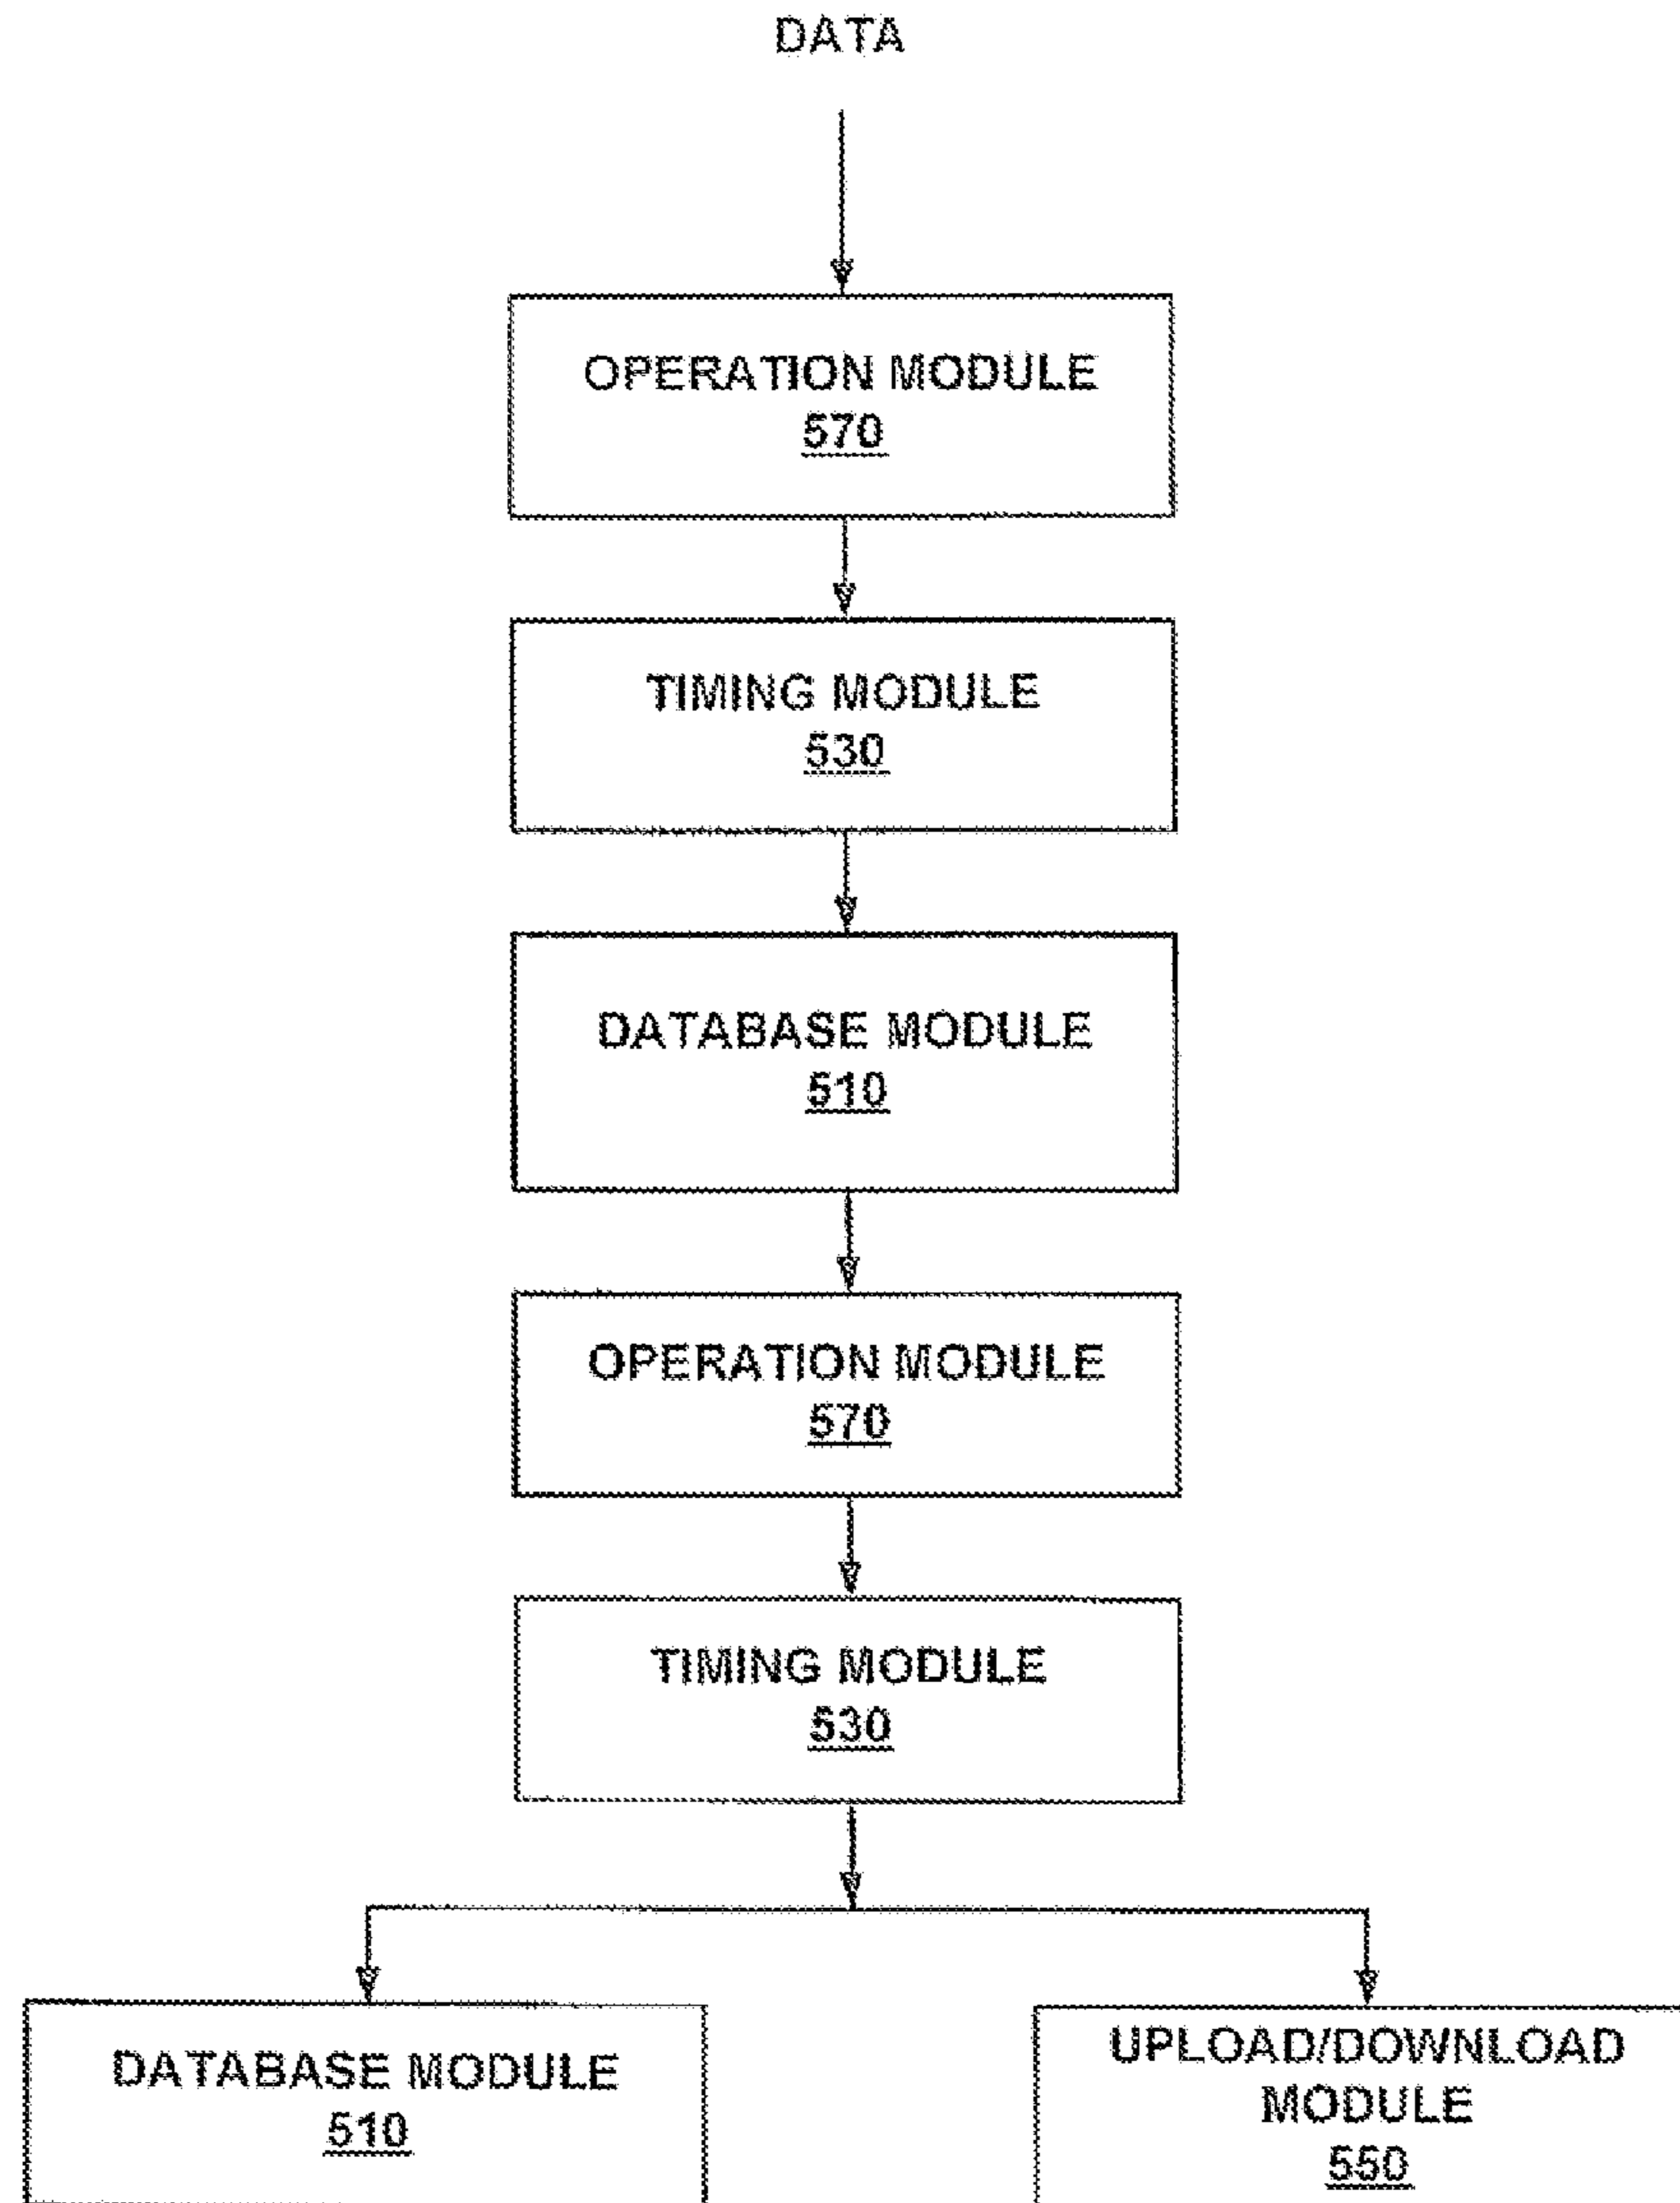 DATA
OPERATION MODULE
570
TIMING MODULE
530
DATABASE MODULE
510
OPERATION MODULE
570
TIMING MODULE
530
DATABASE MODULE
510
UPLOAD/DOWNLOAD
MODULE
550